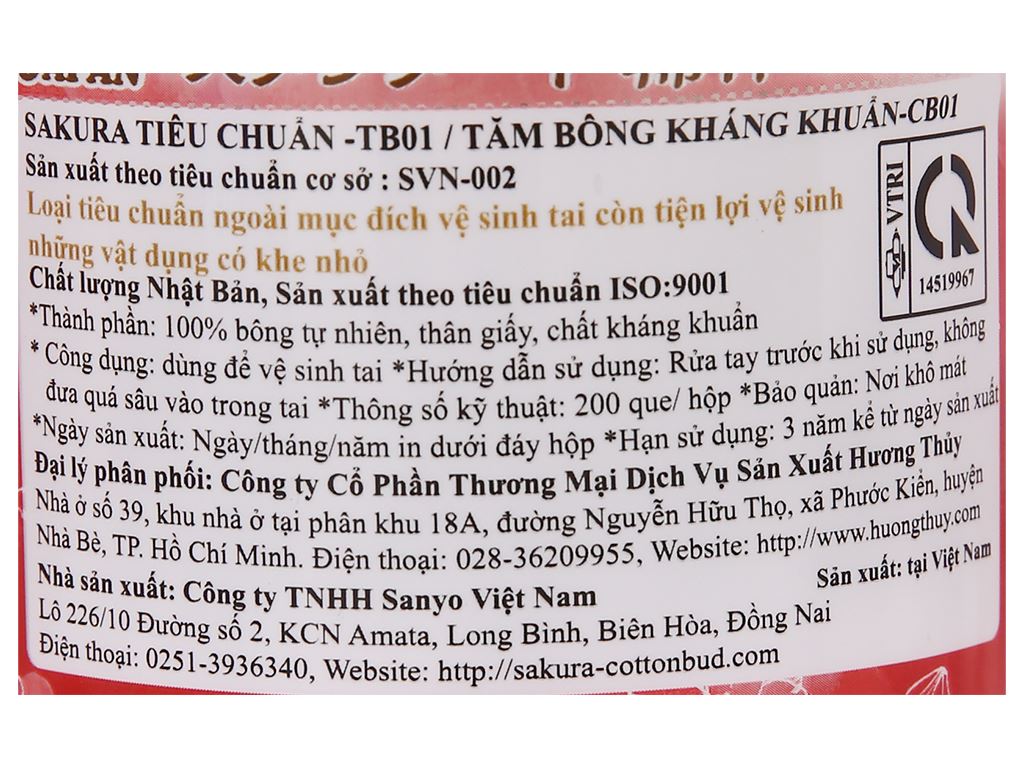 SAKURA TIÊU CHUẨN -TB01 / TĂM BÔNG KHÁNG KHUẨN-CB01
Sản xuất theo tiêu chuẩn cơ sở : SVN-002
Loại tiêu chuẩn ngoài mục đích vệ sinh tai còn tiện lợi vệ sinh
những vật dụng có khe nhỏ
Chất lượng Nhật Bản, Sản xuất theo tiêu chuẩn ISO:9001
VTRI
14519967
*Thành phần: 100% bông tự nhiên, thân giấy, chất kháng khuẩn
* Công dụng: dùng để vệ sinh tai *Hướng dẫn sử dụng: Rửa tay trước khi sử dụng, không
đưa quá sâu vào trong tai *Thông số kỹ thuật: 200 que/ hộp *Bảo quản: Nơi khô mát
*Ngày sản xuất: Ngày/tháng/năm in dưới đáy hộp *Hạn sử dụng: 3 năm kể từ ngày sản xuất
Đại lý phân phối: Công ty Cổ Phần Thương Mại Dịch Vụ Sản Xuất Hương Thủy
Nhà ở số 39, khu nhà ở tại phân khu 18A, đường Nguyễn Hữu Thọ, xã Phước Kiển, huyện
Nhà Bè, TP. Hồ Chí Minh. Điện thoại: 028-36209955, Website: http://www.huongthuy.com
Nhà sản xuất: Công ty TNHH Sanyo Việt Nam
Sản xuất: tại Việt Nam
Lô 226/10 Đường số 2, KCN Amata, Long Bình, Biên Hòa, Đồng Nai
Điện thoại: 0251-3936340, Website: http://sakura-cottonbud.com